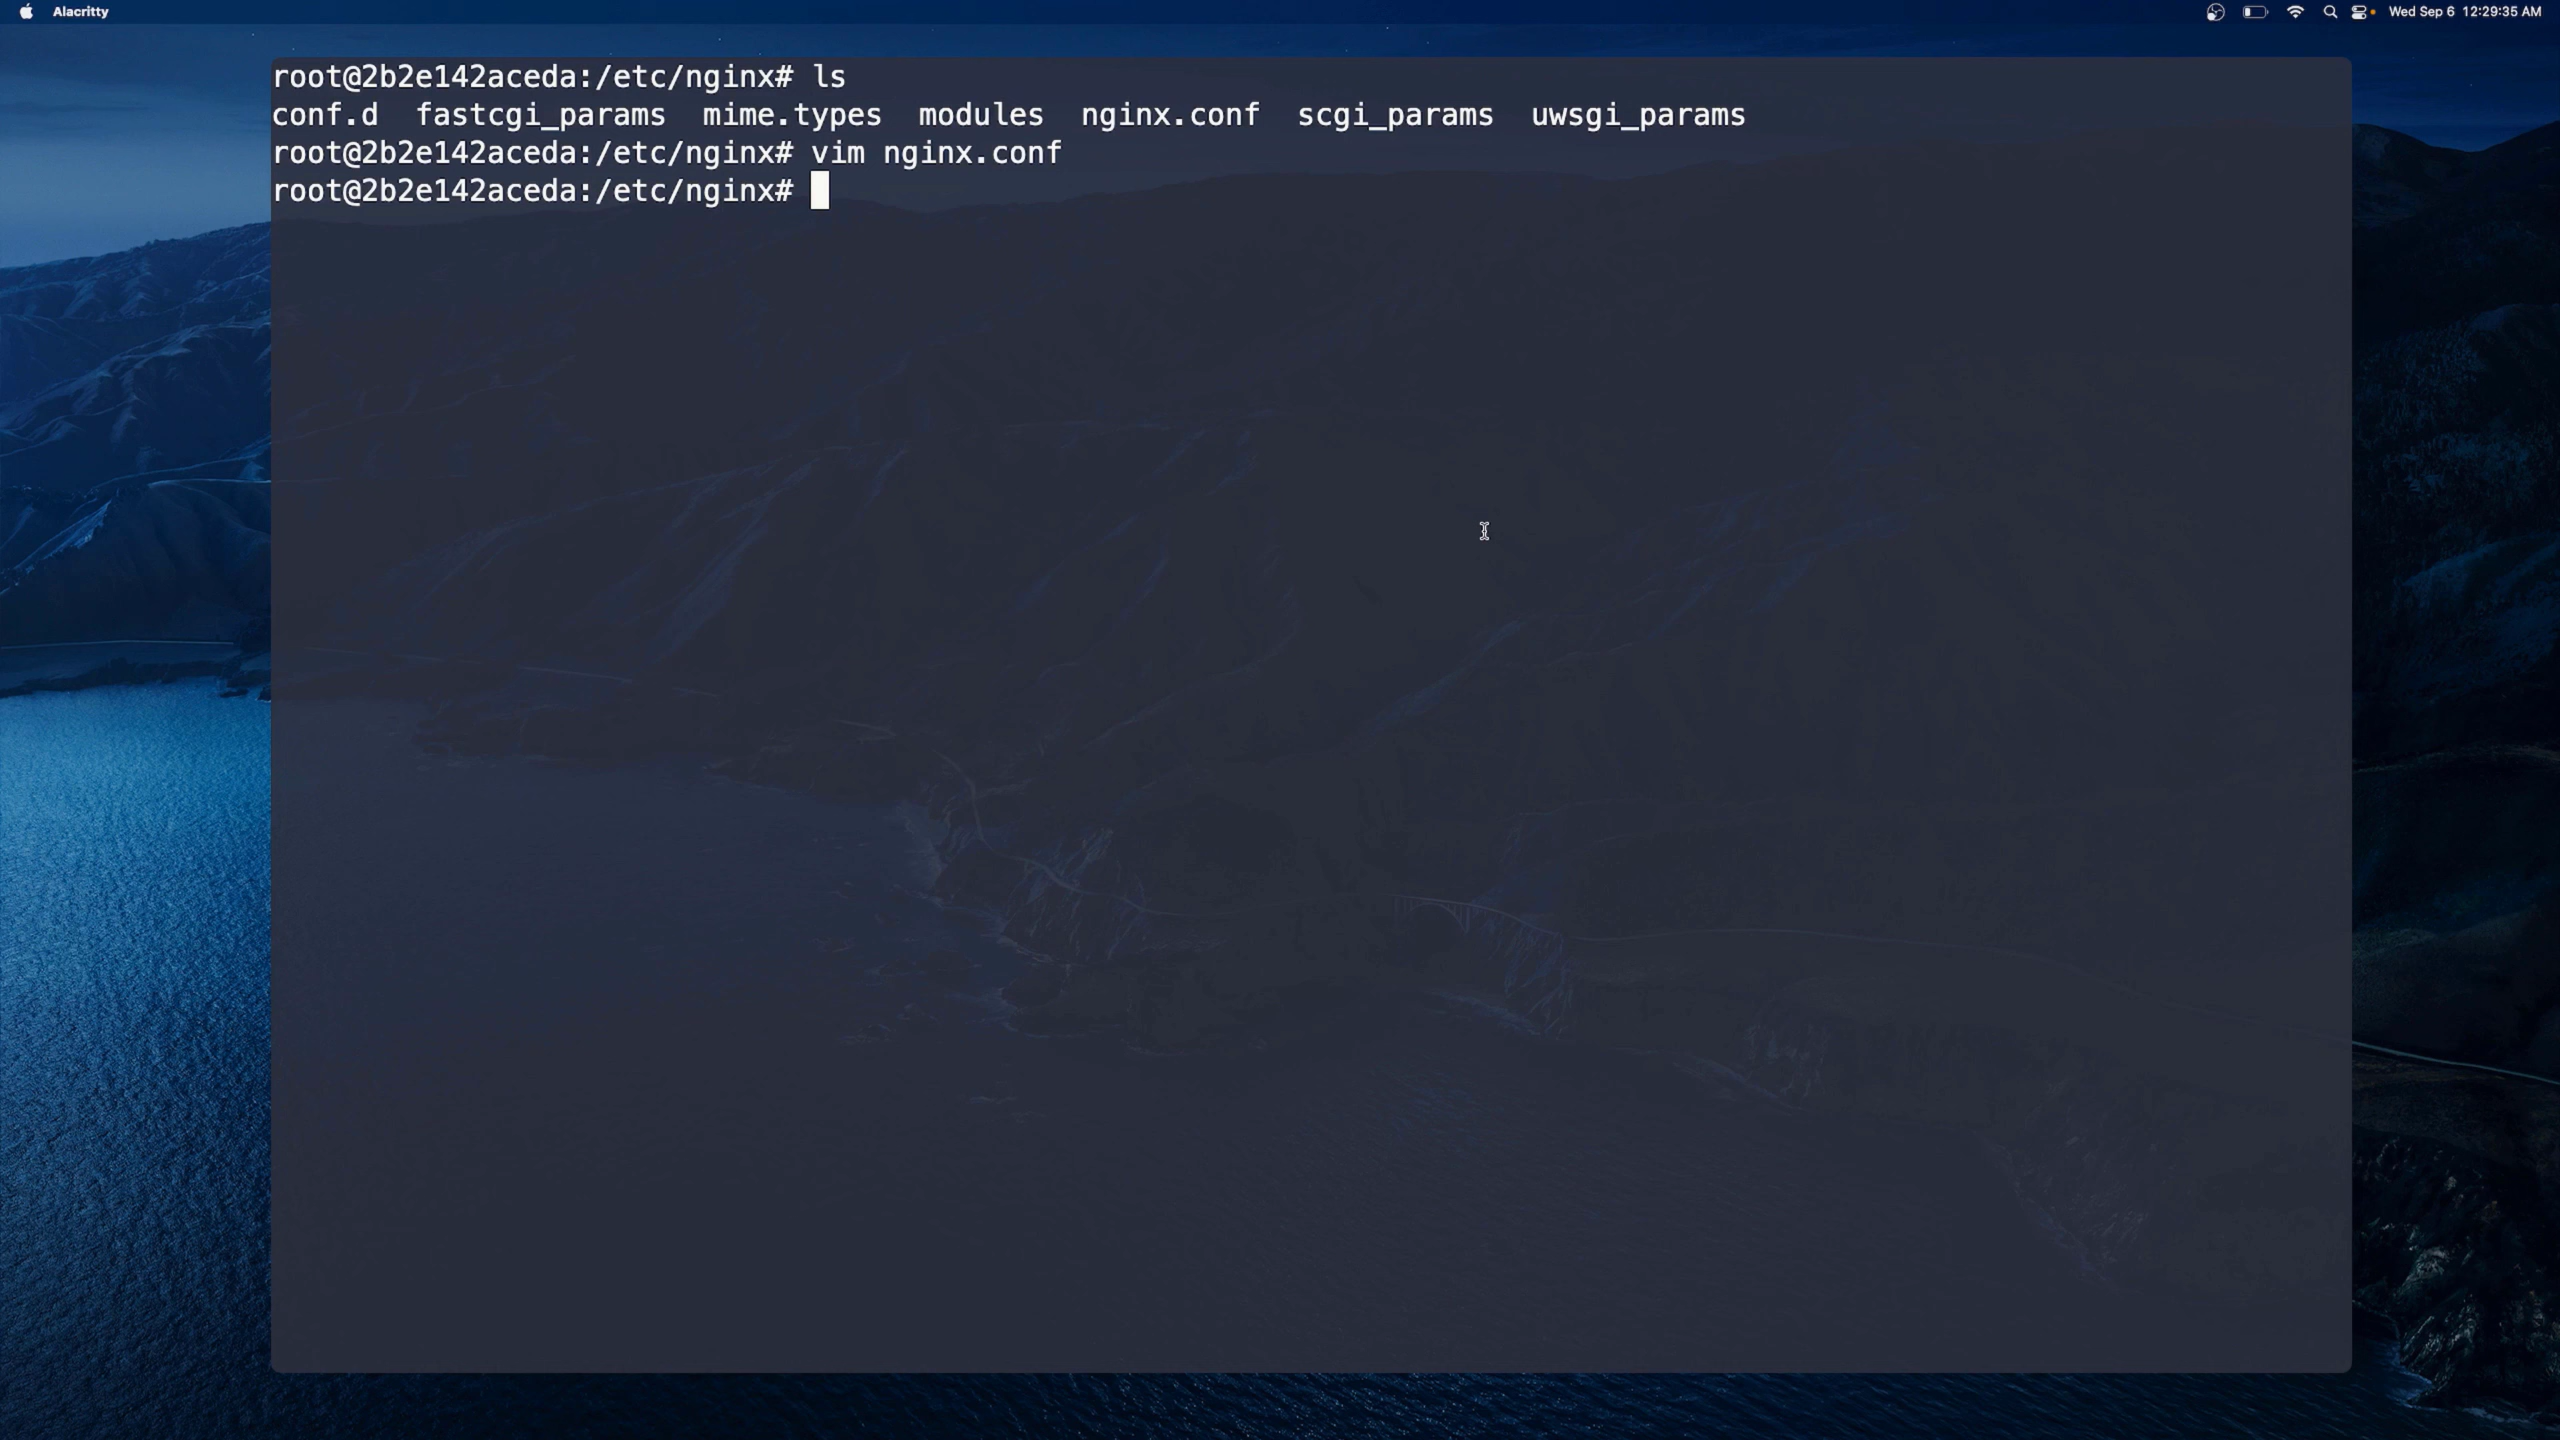 Alacritty
Wed Sep 6 12:29:35 AM
root@2b2e142aceda:/etc/nginx# ls
conf.d fastcgi_params mime.types modules nginx.conf scgi_params uwsgi_params
root@2b2e142aceda:/etc/nginx# vim nginx.conf
root@2b2e142aceda:/etc/nginx#